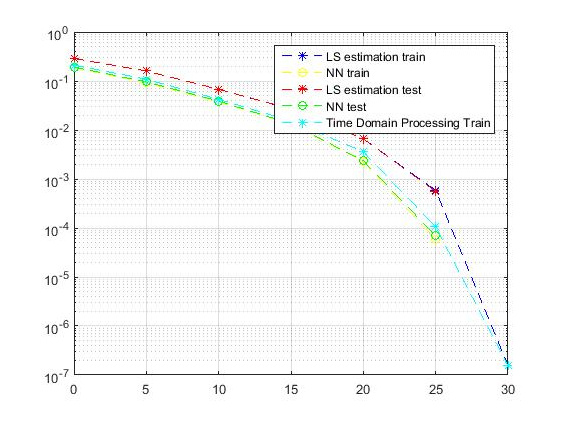 10^0
10^-1
10^-2
10^-3
10^-4
10^-5
10^-6
10^-7
LS estimation train
NN train
LS estimation test
NN test
Time Domain Processing Train
0 5 10 15 20 25 30